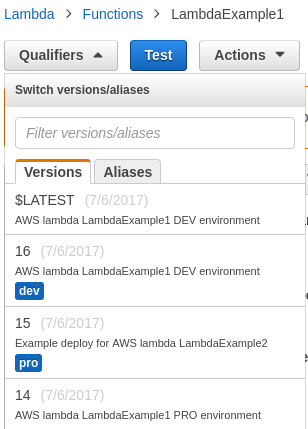 Lambda > Functions > LambdaExample1
Qualifiers Test Actions
Switch versions/aliases
Filter versions/aliases
Versions Aliases
$LATEST (7/6/2017)
AWS lambda LambdaExample1 DEV environment
16 (7/6/2017)
AWS lambda LambdaExample1 DEV environment
dev
15 (7/6/2017)
Example deploy for AWS lambda LambdaExample2
pro
14 (7/6/2017)
AWS lambda LambdaExample1 PRO environment